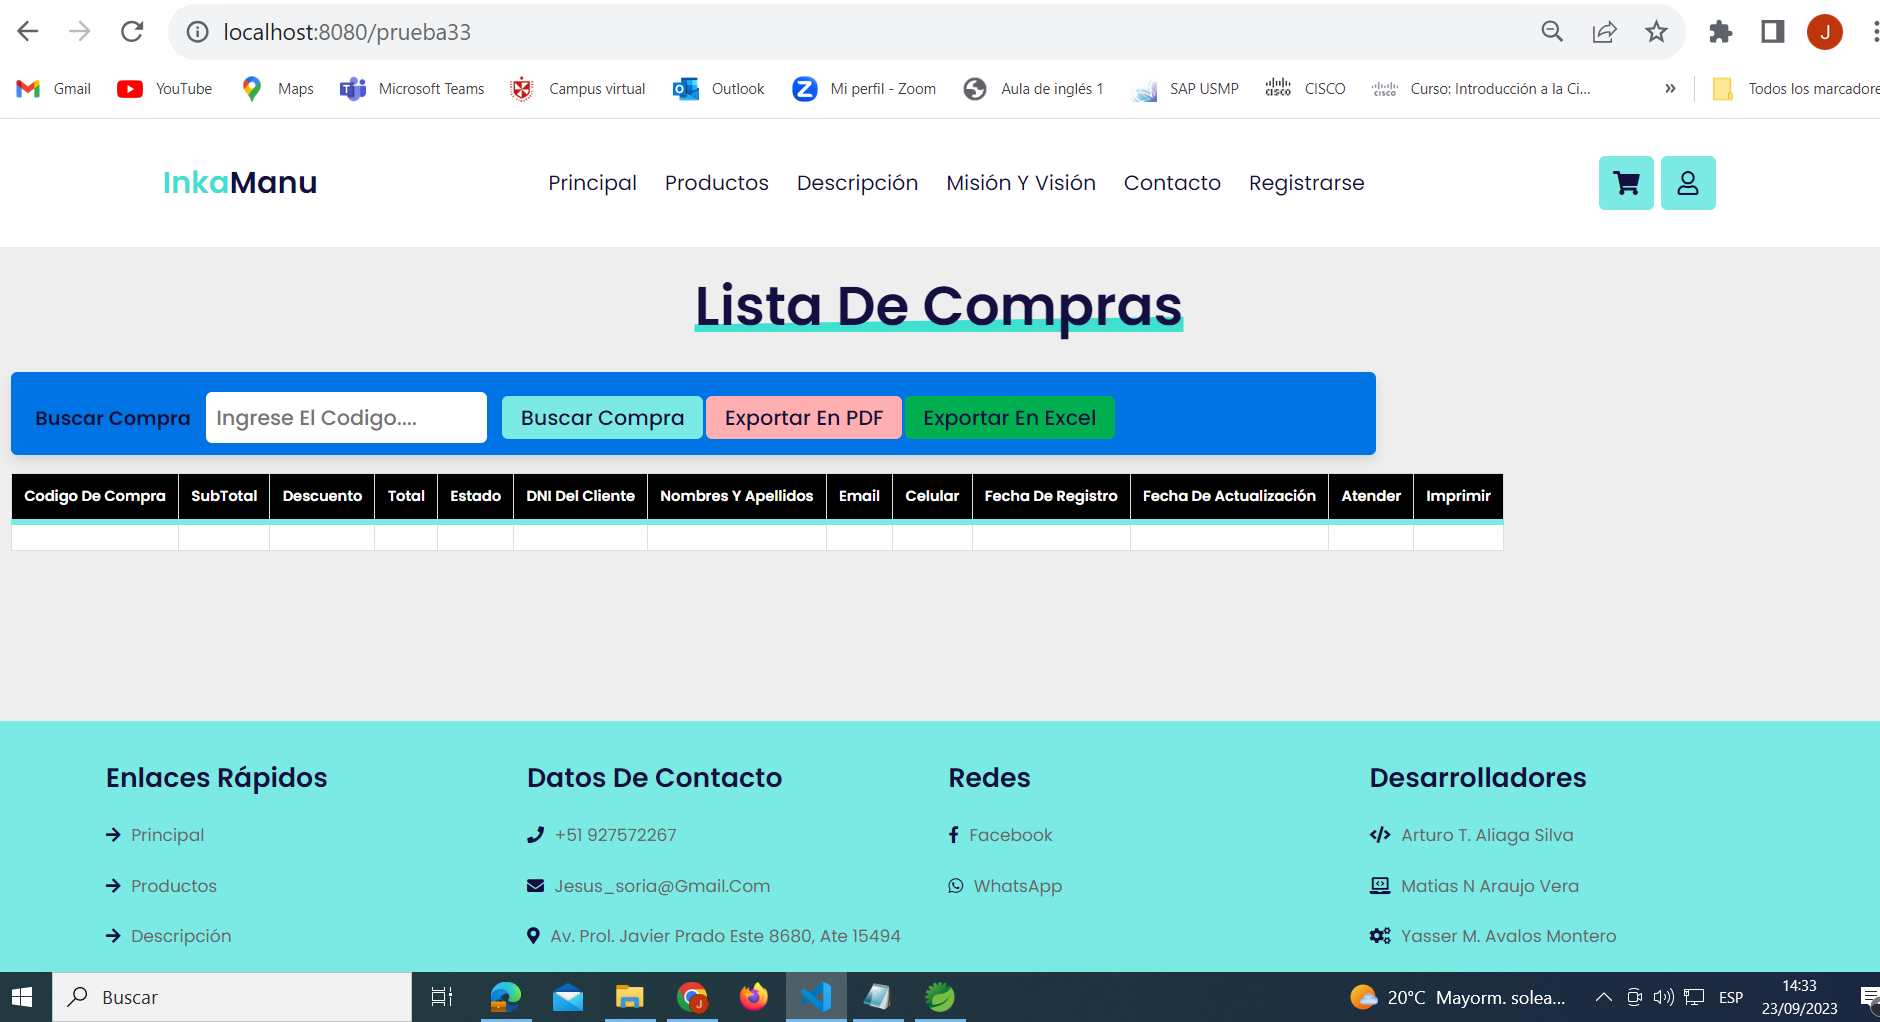 localhost:8080/prueba33
J
Gmail YouTube Maps Microsoft Teams Campus virtual Outlook Mi perfil - Zoom Aula de inglés 1 SAP USMP CISCO Curso: Introducción a la Ci... » Todos los marcadore
InkaManu
Principal Productos Descripción Misión Y Visión Contacto Registrarse
Lista De Compras
Buscar Compra Ingrese El Codigo.... Buscar Compra Exportar En PDF Exportar En Excel
Codigo De Compra SubTotal Descuento Total Estado DNI Del Cliente Nombres Y Apellidos Email Celular Fecha De Registro Fecha De Actualización Atender Imprimir
Enlaces Rápidos Datos De Contacto Redes Desarrolladores
Principal +51 927572267 Facebook Arturo T. Aliaga Silva
Productos Jesus_soria@Gmail.Com WhatsApp Matias N Araujo Vera
Descripción Av. Prol. Javier Prado Este 8680, Ate 15494 Yasser M. Avalos Montero
Buscar 20°C Mayorm. solea... ESP 14:33
23/09/2023